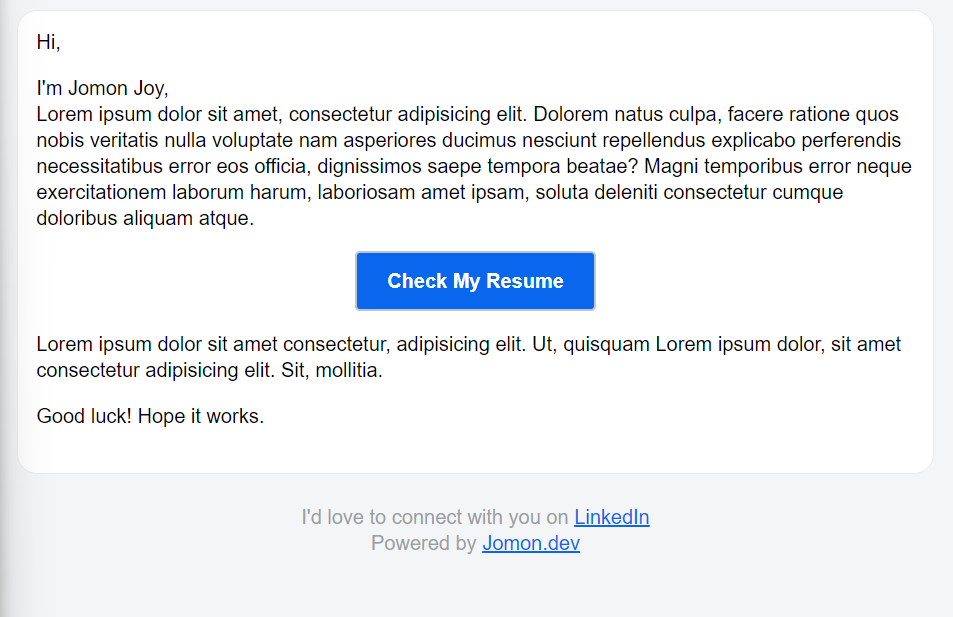 Hi,
I'm Jomon Joy,
Lorem ipsum dolor sit amet, consectetur adipisicing elit. Dolorem natus culpa, facere ratione quos
nobis veritatis nulla voluptate nam asperiores ducimus nesciunt repellendus explicabo perferendis
necessitatibus error eos officia, dignissimos saepe tempora beatae? Magni temporibus error neque
exercitationem laborum harum, laboriosam amet ipsam, soluta deleniti consectetur cumque
doloribus aliquam atque.
Check My Resume
Lorem ipsum dolor sit amet consectetur, adipisicing elit. Ut, quisquam Lorem ipsum dolor, sit amet
consectetur adipisicing elit. Sit, mollitia.
Good luck! Hope it works.
I'd love to connect with you on LinkedIn
Powered by Jomon.dev